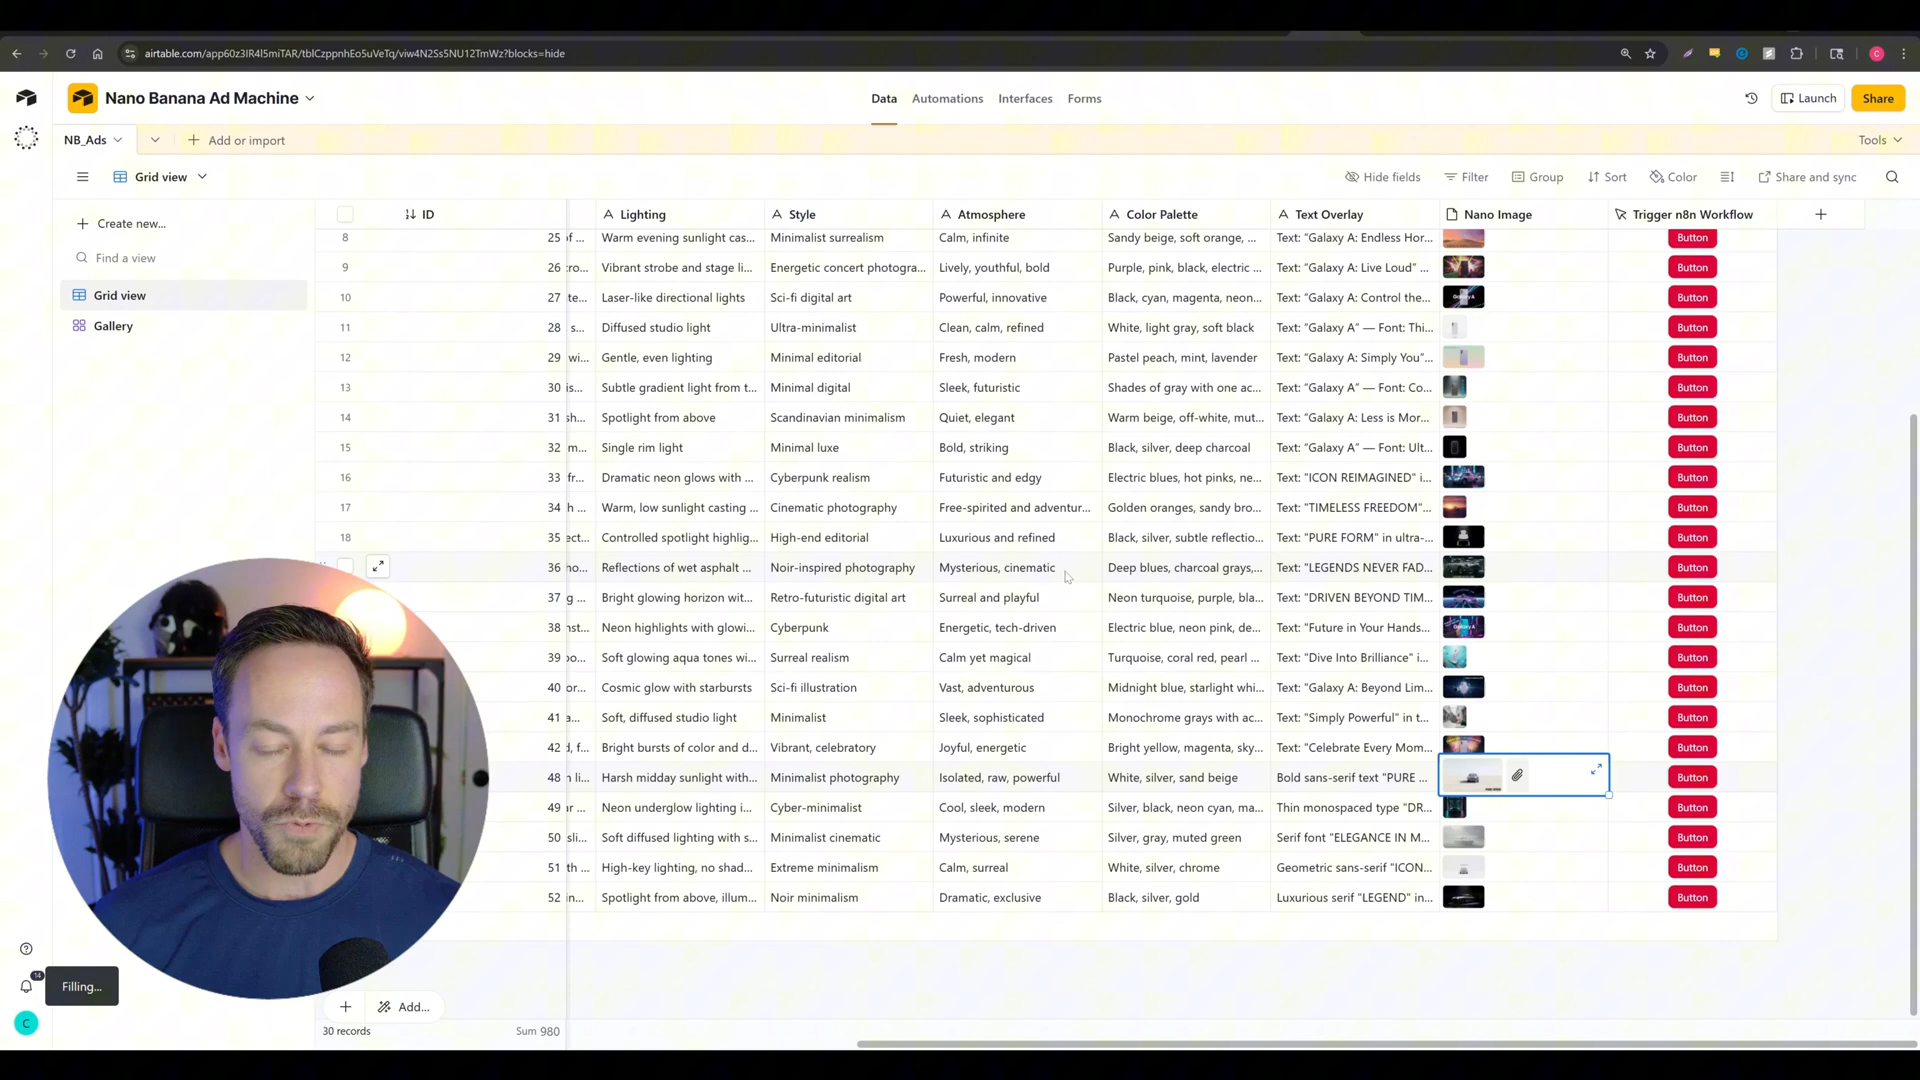 airtable.com/app60z3IR4l5miTAR/tblCzppnhEo5uVeTq/viw4N2Ss5NU12TmWz?blocks=hide
C
Nano Banana Ad Machine
Data Automations Interfaces Forms
Launch Share
NB_Ads Add or import Tools
Grid view Hide fields Filter Group Sort Color Share and sync
Create new...
Find a view
Grid view
Gallery
ID Lighting Style Atmosphere Color Palette Text Overlay Nano Image Trigger n8n Workflow
8 25 of ... Warm evening sunlight cas... Minimalist surrealism Calm, infinite Sandy beige, soft orange, ... Text: "Galaxy A: Endless Hor... Button
9 26 ro... Vibrant strobe and stage li... Energetic concert photogra... Lively, youthful, bold Purple, pink, black, electric ... Text: "Galaxy A: Live Loud" ... Button
10 27 te... Laser-like directional lights Sci-fi digital art Powerful, innovative Black, cyan, magenta, neon... Text: "Galaxy A: Control the... Button
11 28 s... Diffused studio light Ultra-minimalist Clean, calm, refined White, light gray, soft black Text: "Galaxy A" — Font: Thi... Button
12 29 wi... Gentle, even lighting Minimal editorial Fresh, modern Pastel peach, mint, lavender Text: "Galaxy A: Simply You"... Button
13 30 is... Subtle gradient light from t... Minimal digital Sleek, futuristic Shades of gray with one ac... Text: "Galaxy A" — Font: Co... Button
14 31 sh... Spotlight from above Scandinavian minimalism Quiet, elegant Warm beige, off-white, mut... Text: "Galaxy A: Less is Mor... Button
15 32 m... Single rim light Minimal luxe Bold, striking Black, silver, deep charcoal Text: "Galaxy A" — Font: Ult... Button
16 33 fr... Dramatic neon glows with ... Cyberpunk realism Futuristic and edgy Electric blues, hot pinks, ne... Text: "ICON REIMAGINED" i... Button
17 34 h ... Warm, low sunlight casting ... Cinematic photography Free-spirited and adventur... Golden oranges, sandy bro... Text: "TIMELESS FREEDOM"... Button
18 35 ect... Controlled spotlight highlig... High-end editorial Luxurious and refined Black, silver, subtle reflectio... Text: "PURE FORM" in ultra-... Button
36 ho... Reflections of wet asphalt ... Noir-inspired photography Mysterious, cinematic Deep blues, charcoal grays,... Text: "LEGENDS NEVER FAD... Button
37 g ... Bright glowing horizon wit... Retro-futuristic digital art Surreal and playful Neon turquoise, purple, bla... Text: "DRIVEN BEYOND TIM... Button
38 nst... Neon highlights with glowi... Cyberpunk Energetic, tech-driven Electric blue, neon pink, de... Text: "Future in Your Hands... Button
39 oo... Soft glowing aqua tones wi... Surreal realism Calm yet magical Turquoise, coral red, pearl ... Text: "Dive Into Brilliance" i... Button
40 or... Cosmic glow with starbursts Sci-fi illustration Vast, adventurous Midnight blue, starlight whi... Text: "Galaxy A: Beyond Lim... Button
41 a... Soft, diffused studio light Minimalist Sleek, sophisticated Monochrome grays with ac... Text: "Simply Powerful" in t... Button
42 d, f... Bright bursts of color and d... Vibrant, celebratory Joyful, energetic Bright yellow, magenta, sky... Text: "Celebrate Every Mom... Button
48 n li... Harsh midday sunlight with... Minimalist photography Isolated, raw, powerful White, silver, sand beige Bold sans-serif text "PURE ... Button
49 ar ... Neon underglow lighting i... Cyber-minimalist Cool, sleek, modern Silver, black, neon cyan, ma... Thin monospaced type "DR... Button
50 sli... Soft diffused lighting with s... Minimalist cinematic Mysterious, serene Silver, gray, muted green Serif font "ELEGANCE IN M... Button
51 th ... High-key lighting, no shad... Extreme minimalism Calm, surreal White, silver, chrome Geometric sans-serif "ICON... Button
52 in... Spotlight from above, illum... Noir minimalism Dramatic, exclusive Black, silver, gold Luxurious serif "LEGEND" in... Button
14
Filling...
C
Add...
30 records Sum 980